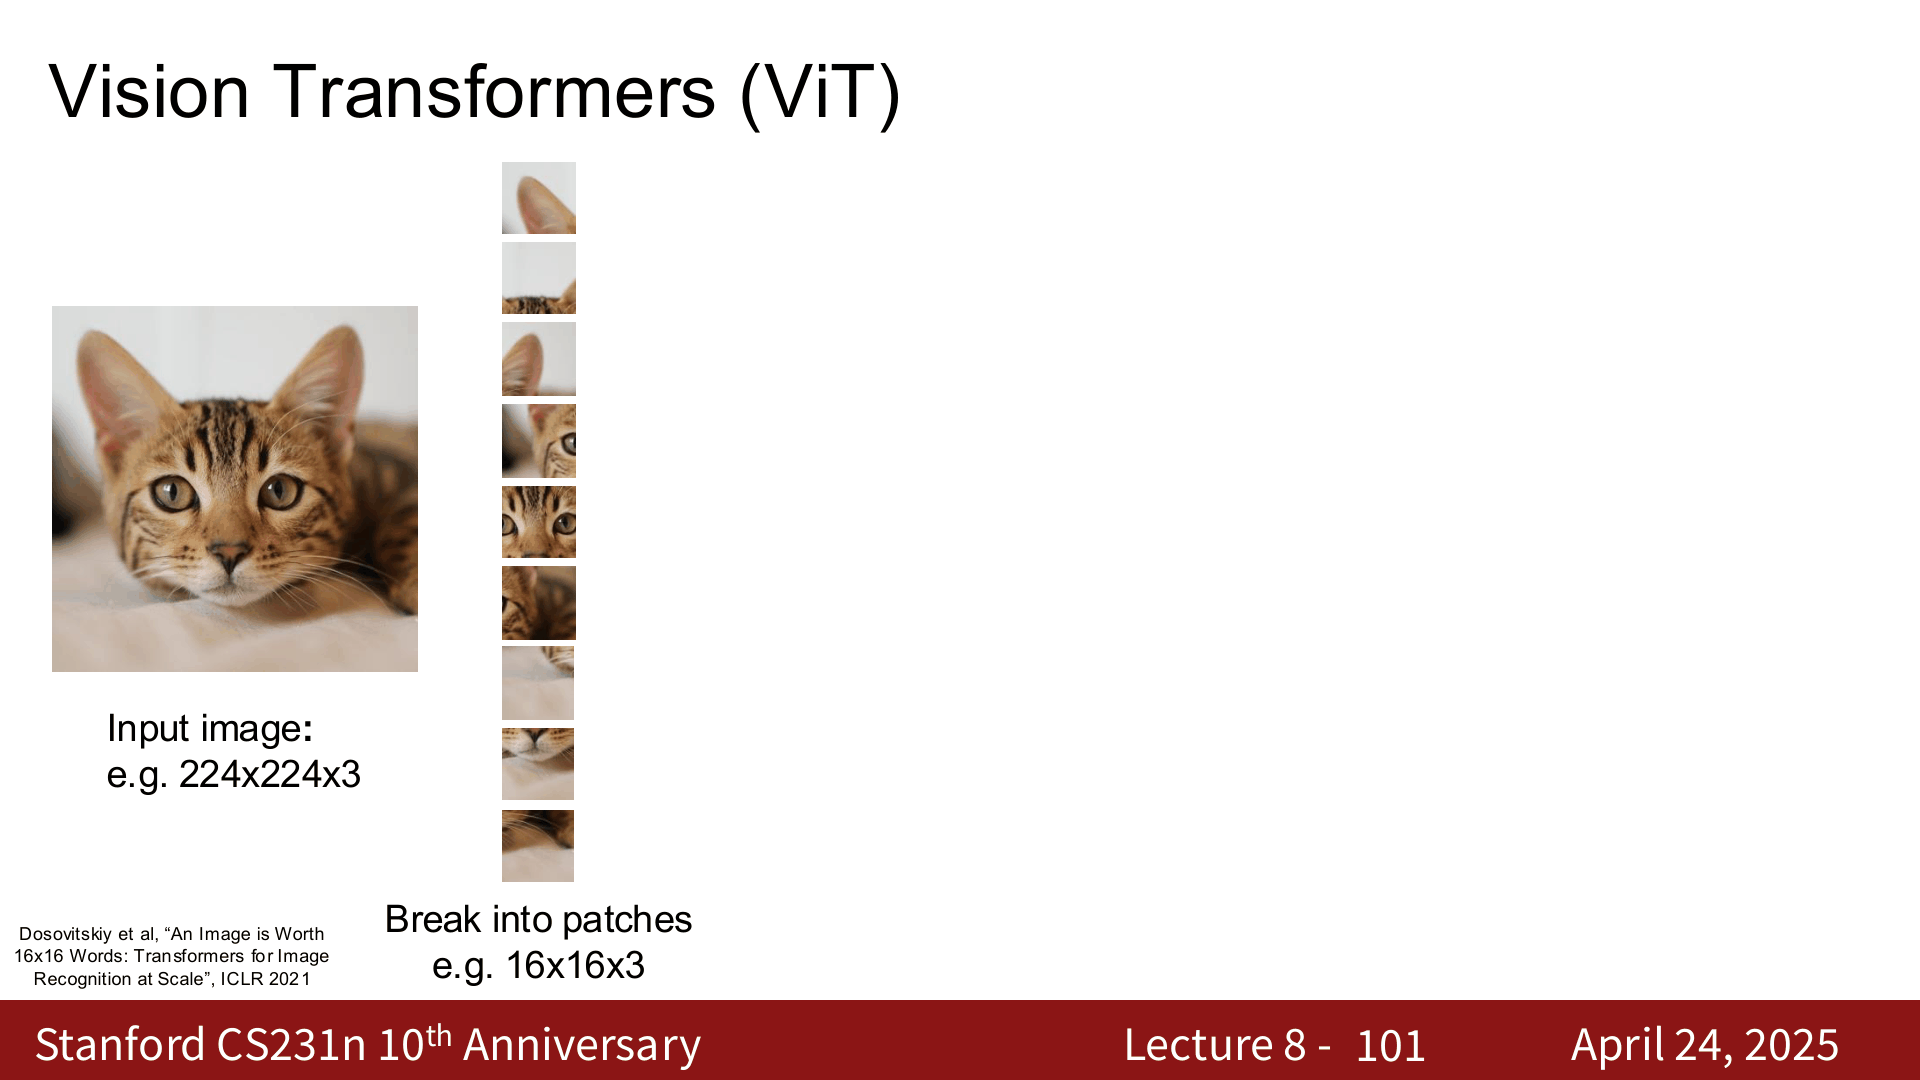 Vision Transformers (ViT)
Input image:
e.g. 224x224x3
Break into patches
e.g. 16x16x3
Dosovitskiy et al, “An Image is Worth
16x16 Words: Transformers for Image
Recognition at Scale”, ICLR 2021
Stanford CS231n 10th Anniversary
Lecture 8 - 101
April 24, 2025